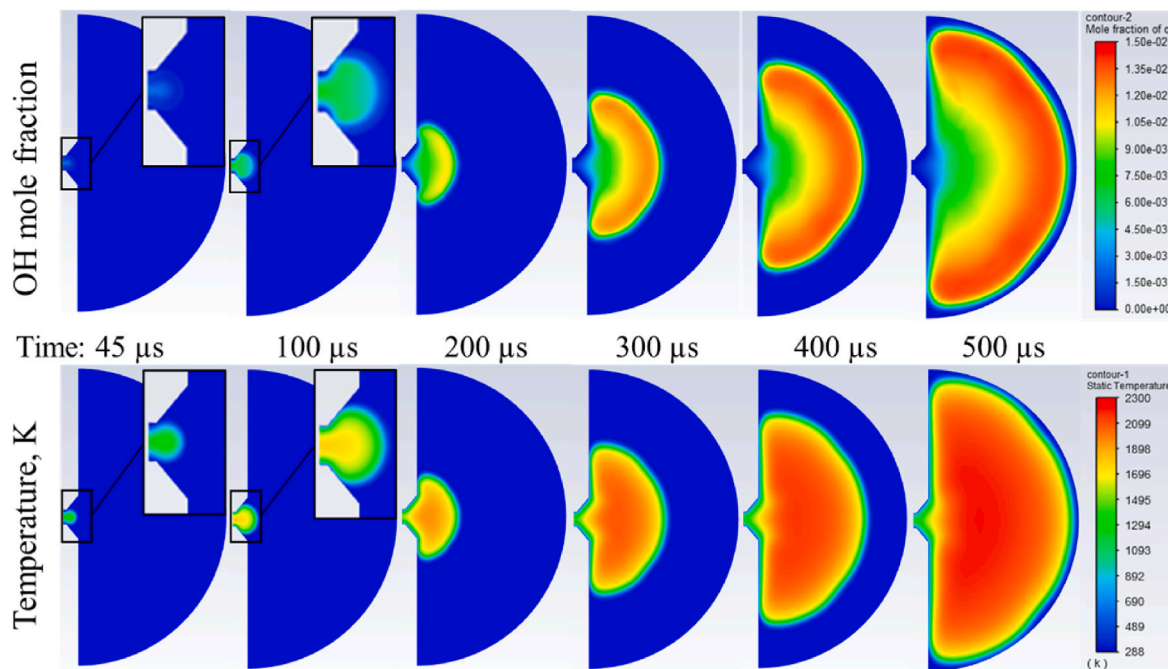 OH mole fraction
contour-2
Mole fraction of
1.50e-02
1.35e-02
1.20e-02
1.05e-02
9.00e-03
7.50e-03
6.00e-03
4.50e-03
3.00e-03
1.50e-03
0.00e+00
Time: 45 µs 100 µs 200 µs 300 µs 400 µs 500 µs
Temperature, K
contour-1
Static Temperature
2300
2099
1898
1696
1495
1294
1093
892
690
489
288
( k )